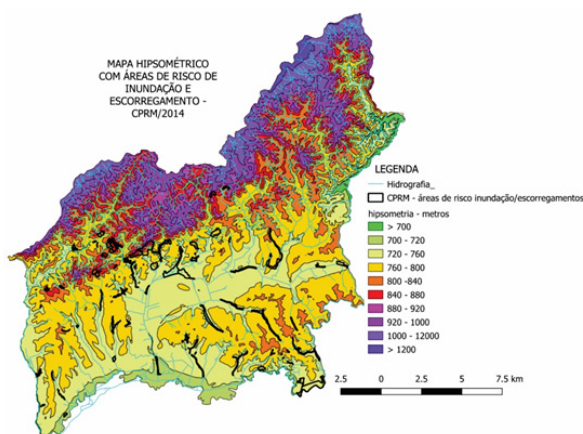 MAPA HIPSOMÉTRICO
COM ÁREAS DE RISCO DE
INUNDAÇÃO E
ESCORREGAMENTO -
CPRM/2014
LEGENDA
Hidrografia_
CPRM - áreas de risco inundação/escorregamentos
hipsometria - metros
> 700
700 - 720
720 - 760
760 - 800
800 -840
840 - 880
880 - 920
920 - 1000
1000 - 12000
> 1200
2.5 0 2.5 5 7.5 km